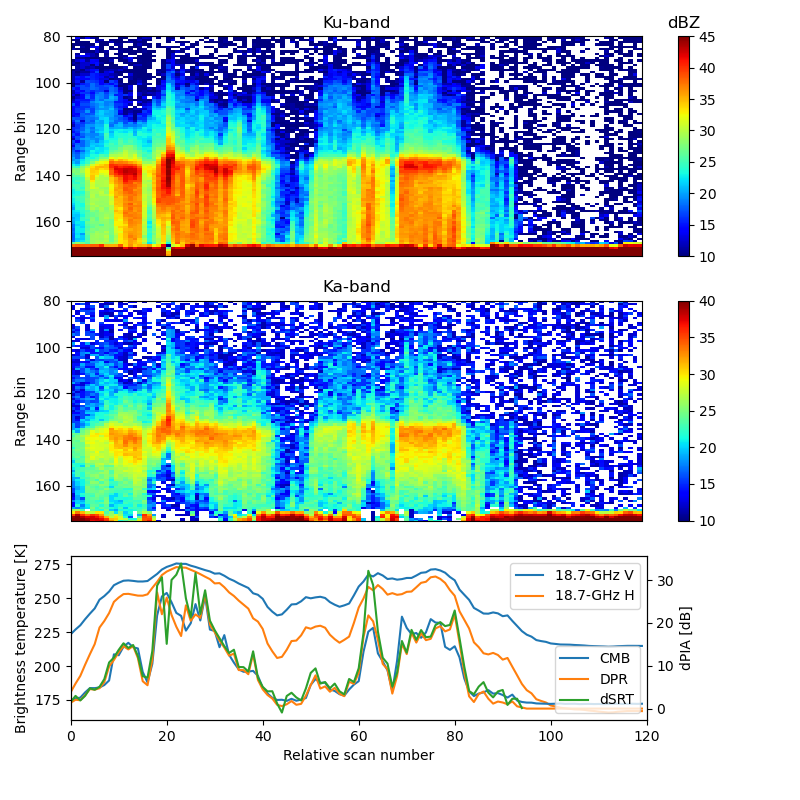 Ku-band
dBZ
80
100
120
140
160
Range bin
45
40
35
30
25
20
15
10
Ka-band
80
100
120
140
160
Range bin
40
35
30
25
20
15
10
Brightness temperature [K]
275
250
225
200
175
18.7-GHz V
18.7-GHz H
CMB
DPR
dSRT
30
20
10
0
dPIA [dB]
0 20 40 60 80 100 120
Relative scan number